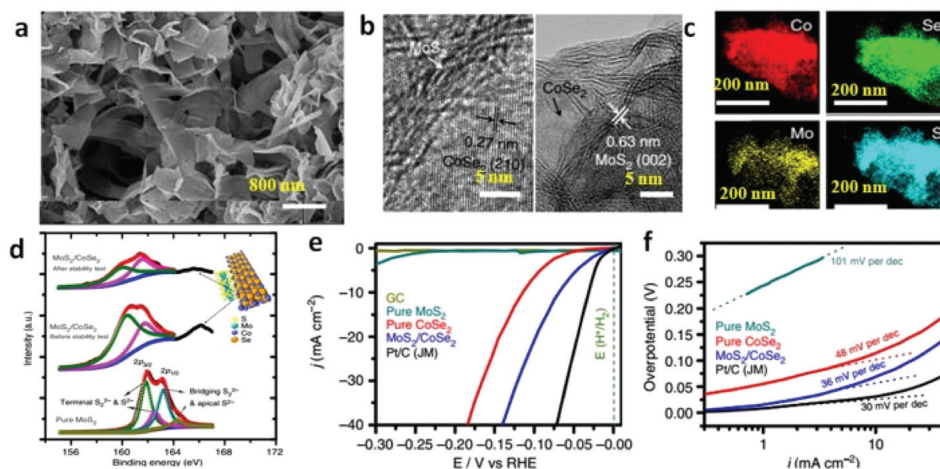 a
800 nm
b
MoS₂
0.27 nm
CoSe₂ (210)
5 nm
CoSe₂
0.63 nm
MoS₂ (002)
5 nm
c
Co
200 nm
Se
200 nm
Mo
200 nm
S
200 nm
d
MoS₂/CoSe₂
After stability test
S
Mo
Co
Se
MoS₂/CoSe₂
Before stability test
2p₃/₂
2p₁/₂
Bridging S₂²⁻
& apical S²⁻
Terminal S₂²⁻ & S²⁻
Pure MoS₂
Intensity (a.u.)
156 160 164 168 172
Binding energy (eV)
e
0
−10
−20
−30
−40
j (mA cm⁻²)
GC
Pure MoS₂
Pure CoSe₂
MoS₂/CoSe₂
Pt/C (JM)
E (H⁺/H₂)
−0.30 −0.25 −0.20 −0.15 −0.10 −0.05 −0.00
E / V vs RHE
f
0.30
0.25
0.20
0.15
0.10
0.05
0.00
Overpotential (V)
101 mV per dec
Pure MoS₂
Pure CoSe₂
MoS₂/CoSe₂
Pt/C (JM)
48 mV per dec
36 mV per dec
30 mV per dec
1 10
j (mA cm⁻²)